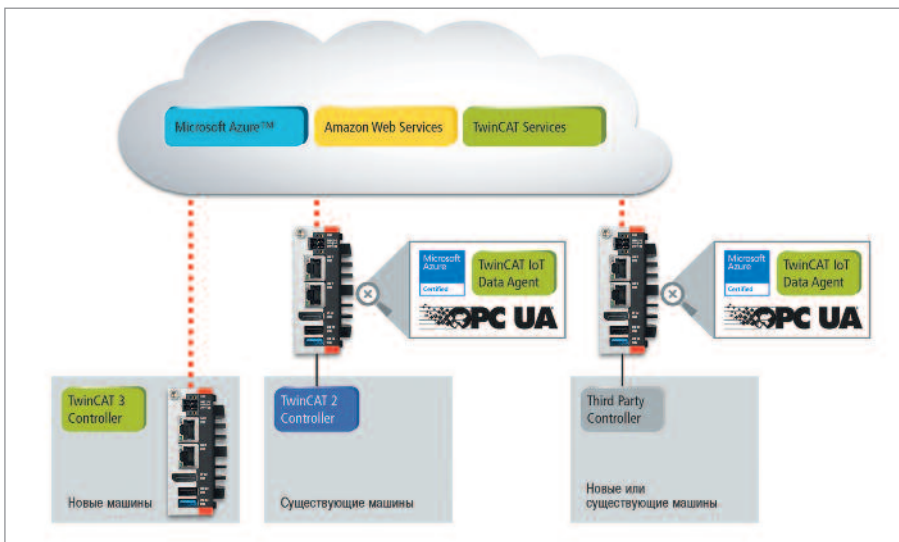 Microsoft Azure™
Amazon Web Services
TwinCAT Services
Microsoft
Azure
Certified
TwinCAT IoT
Data Agent
OPC UA
Microsoft
Azure
Certified
TwinCAT IoT
Data Agent
OPC UA
TwinCAT 3
Controller
Новые машины
TwinCAT 2
Controller
Существующие машины
Third Party
Controller
Новые или
существующие машины